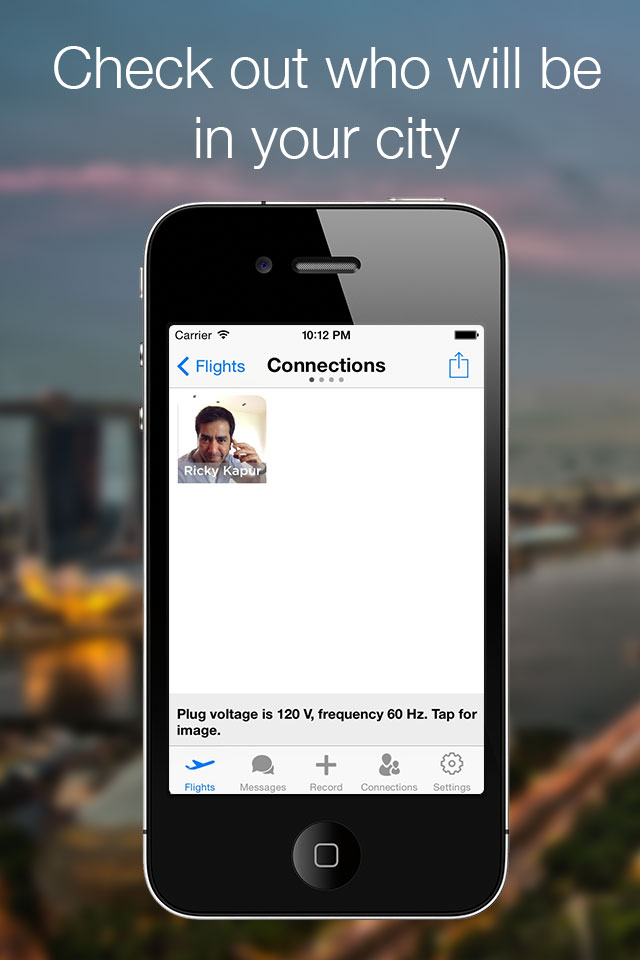 Check out who will be
in your city
Carrier 10:12 PM
Flights Connections
Ricky Kapur
Plug voltage is 120 V, frequency 60 Hz. Tap for
image.
Flights Messages Record Connections Settings